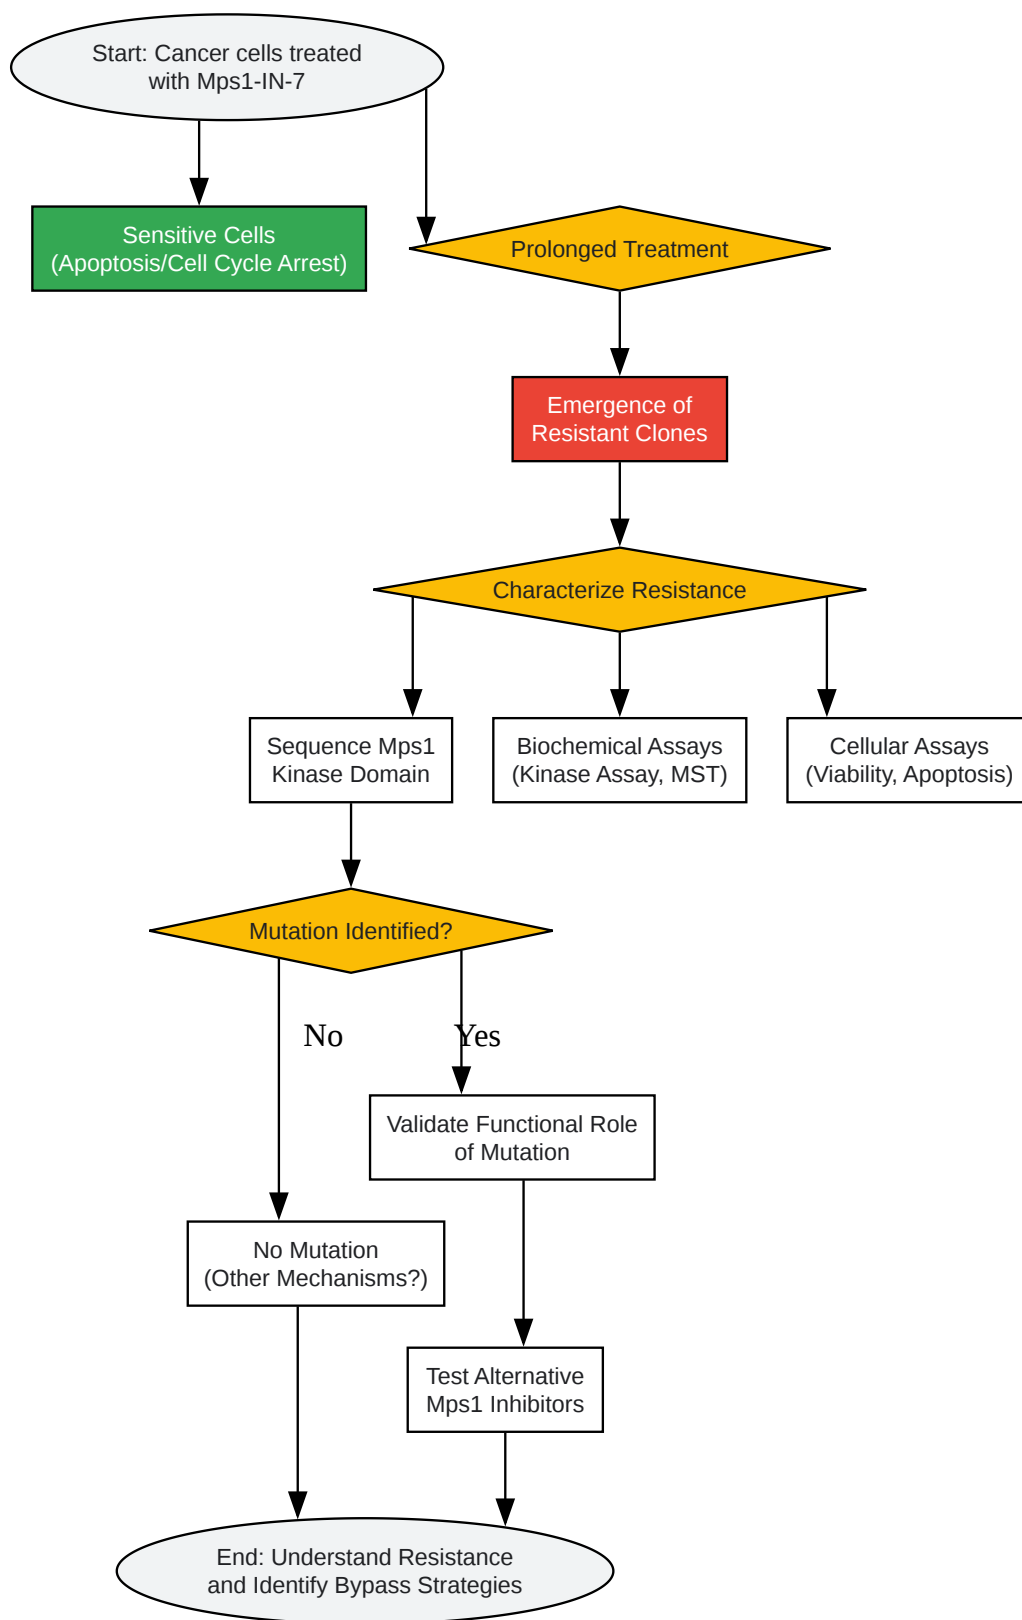 Start: Cancer cells treated
with Mps1-IN-7
Sensitive Cells
(Apoptosis/Cell Cycle Arrest)
Prolonged Treatment
Emergence of
Resistant Clones
Characterize Resistance
Sequence Mps1
Kinase Domain
Biochemical Assays
(Kinase Assay, MST)
Cellular Assays
(Viability, Apoptosis)
Mutation Identified?
No
Yes
Validate Functional Role
of Mutation
No Mutation
(Other Mechanisms?)
Test Alternative
Mps1 Inhibitors
End: Understand Resistance
and Identify Bypass Strategies